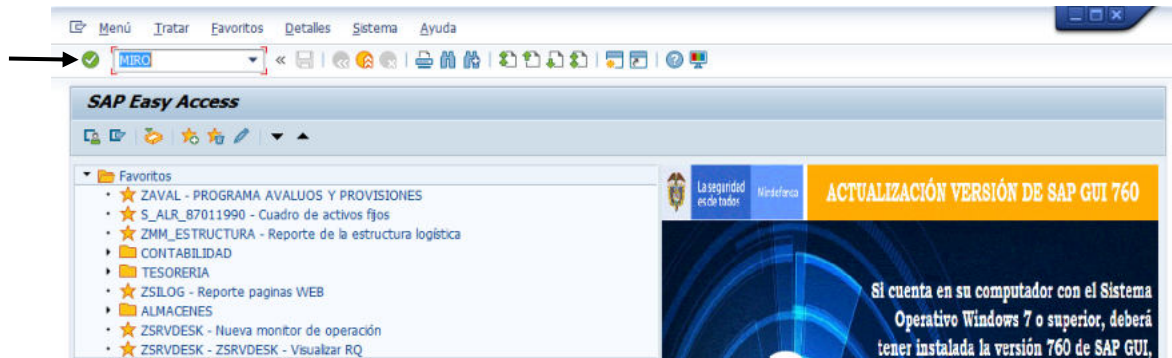 Menú Tratar Favoritos Detalles Sistema Ayuda
MIRO
SAP Easy Access
Favoritos
ZAVAL - PROGRAMA AVALUOS Y PROVISIONES
S_ALR_87011990 - Cuadro de activos fijos
ZMM_ESTRUCTURA - Reporte de la estructura logística
CONTABILIDAD
TESORERIA
ZSILOG - Reporte paginas WEB
ALMACENES
ZSRVDESK - Nueva monitor de operación
ZSRVDESK - ZSRVDESK - Visualizar RQ
La seguridad
es de todos
Mindefensa
ACTUALIZACIÓN VERSIÓN DE SAP GUI 760
Si cuenta en su computador con el Sistema
Operativo Windows 7 o superior, deberá
tener instalada la versión 760 de SAP GUI,